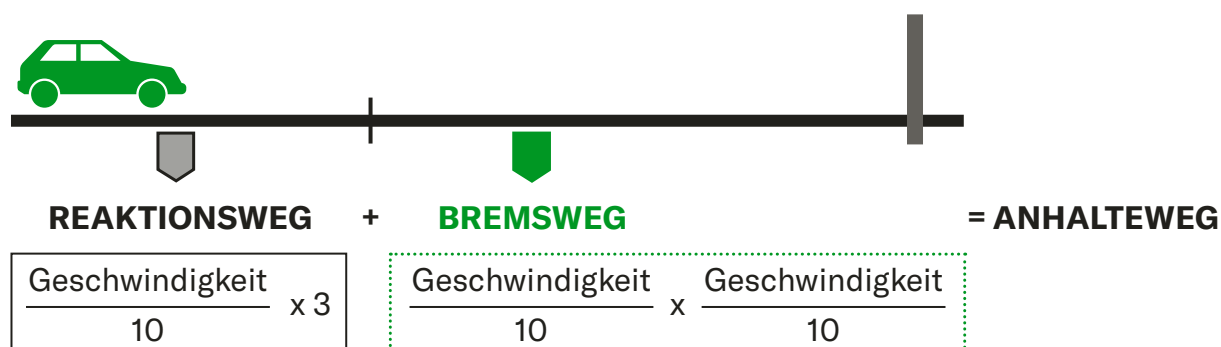 REAKTIONSWEG + BREMSWEG = ANHALTEWEG
Geschwindigkeit Geschwindigkeit Geschwindigkeit
x 3 x
10 10 10